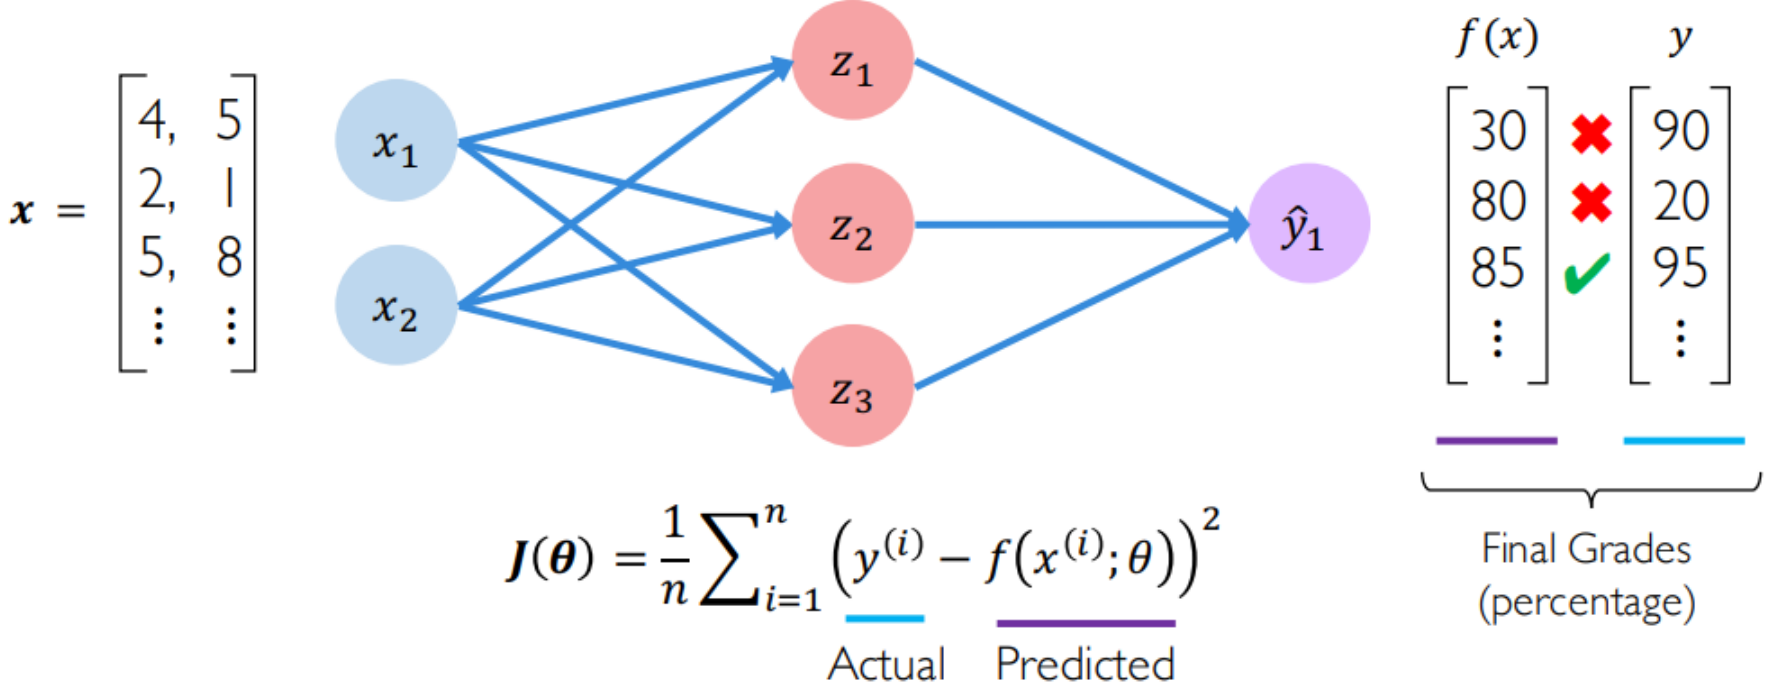 x =
4, 5
2, 1
5, 8
⋮ ⋮
x₁
x₂
z₁
z₂
z₃
ŷ₁
f(x) y
30 ✖ 90
80 ✖ 20
85 ✔ 95
⋮ ⋮
J(θ) = 1/n ∑ⁿᵢ₌₁ (y⁽ⁱ⁾ − f(x⁽ⁱ⁾; θ))²
Actual Predicted
Final Grades
(percentage)